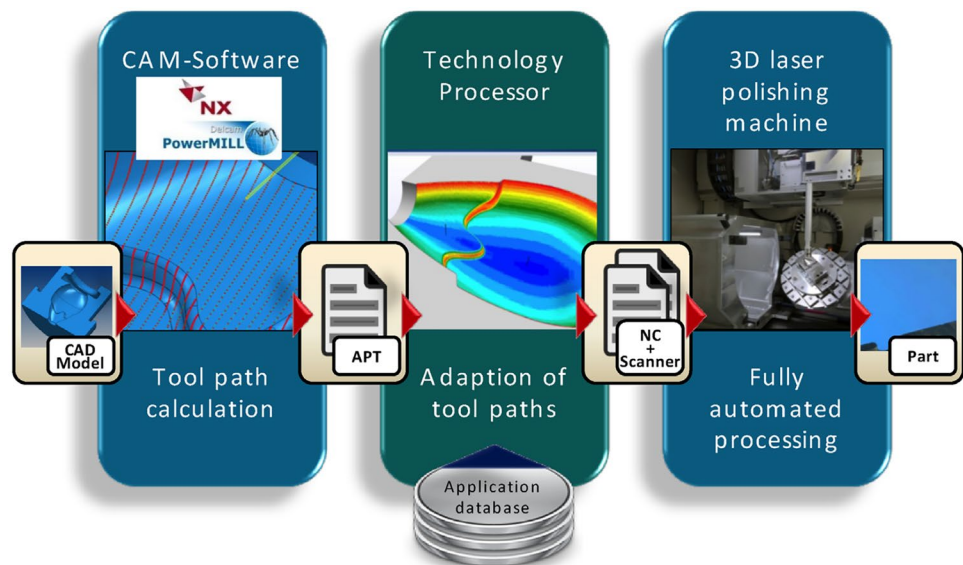 CAM-Software
NX
Delcam
PowerMILL
CAD
Model
Tool path
calculation
APT
Technology
Processor
Adaption of
tool paths
Application
database
NC
+
Scanner
3D laser
polishing
machine
Fully
automated
processing
Part